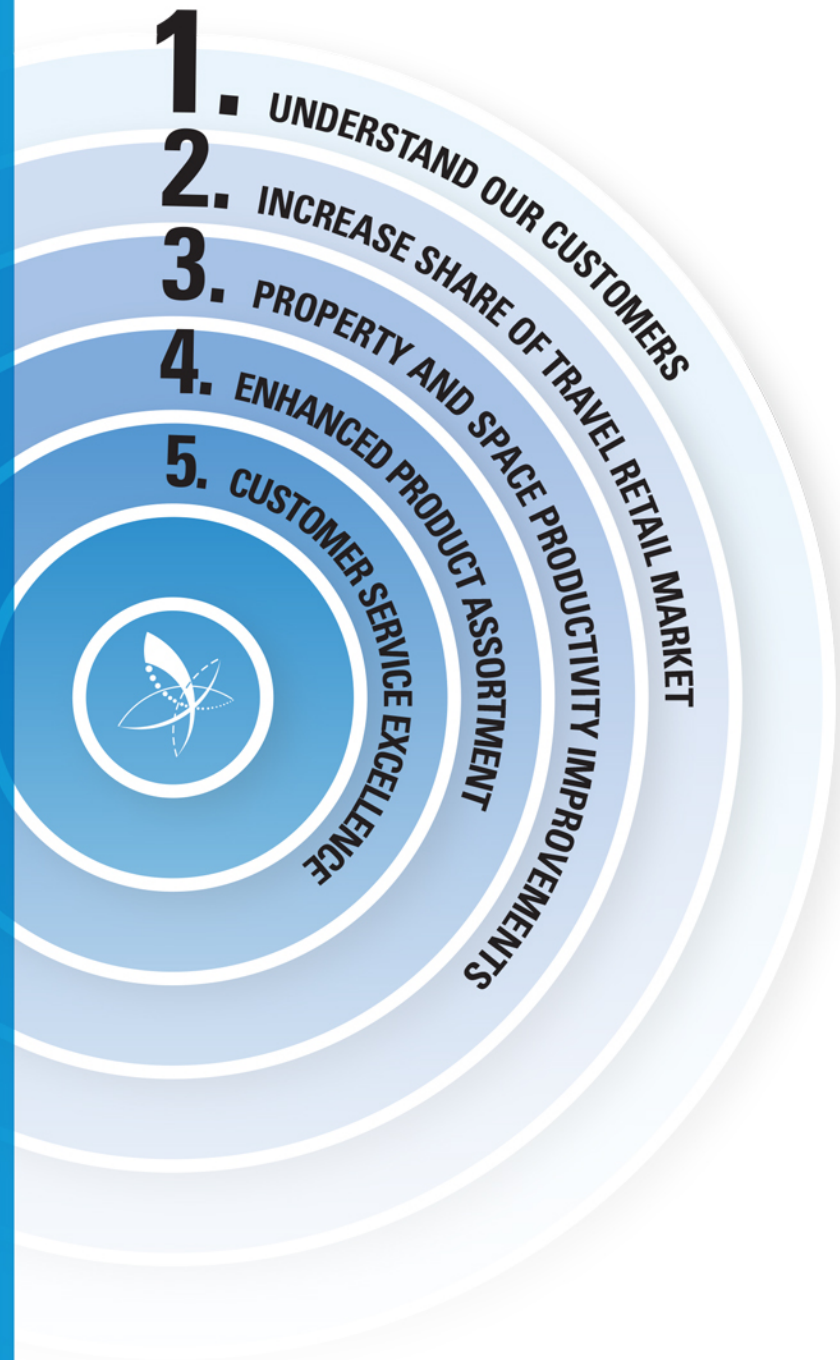 1. UNDERSTAND OUR CUSTOMERS
2. INCREASE SHARE OF TRAVEL RETAIL MARKET
3. PROPERTY AND SPACE PRODUCTIVITY IMPROVEMENTS
4. ENHANCED PRODUCT ASSORTMENT
5. CUSTOMER SERVICE EXCELLENCE